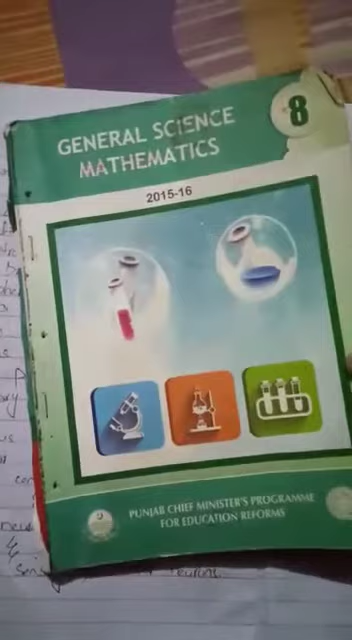 8
GENERAL SCIENCE
MATHEMATICS
2015-16
PUNJAB CHIEF MINISTER'S PROGRAMME
FOR EDUCATION REFORMS